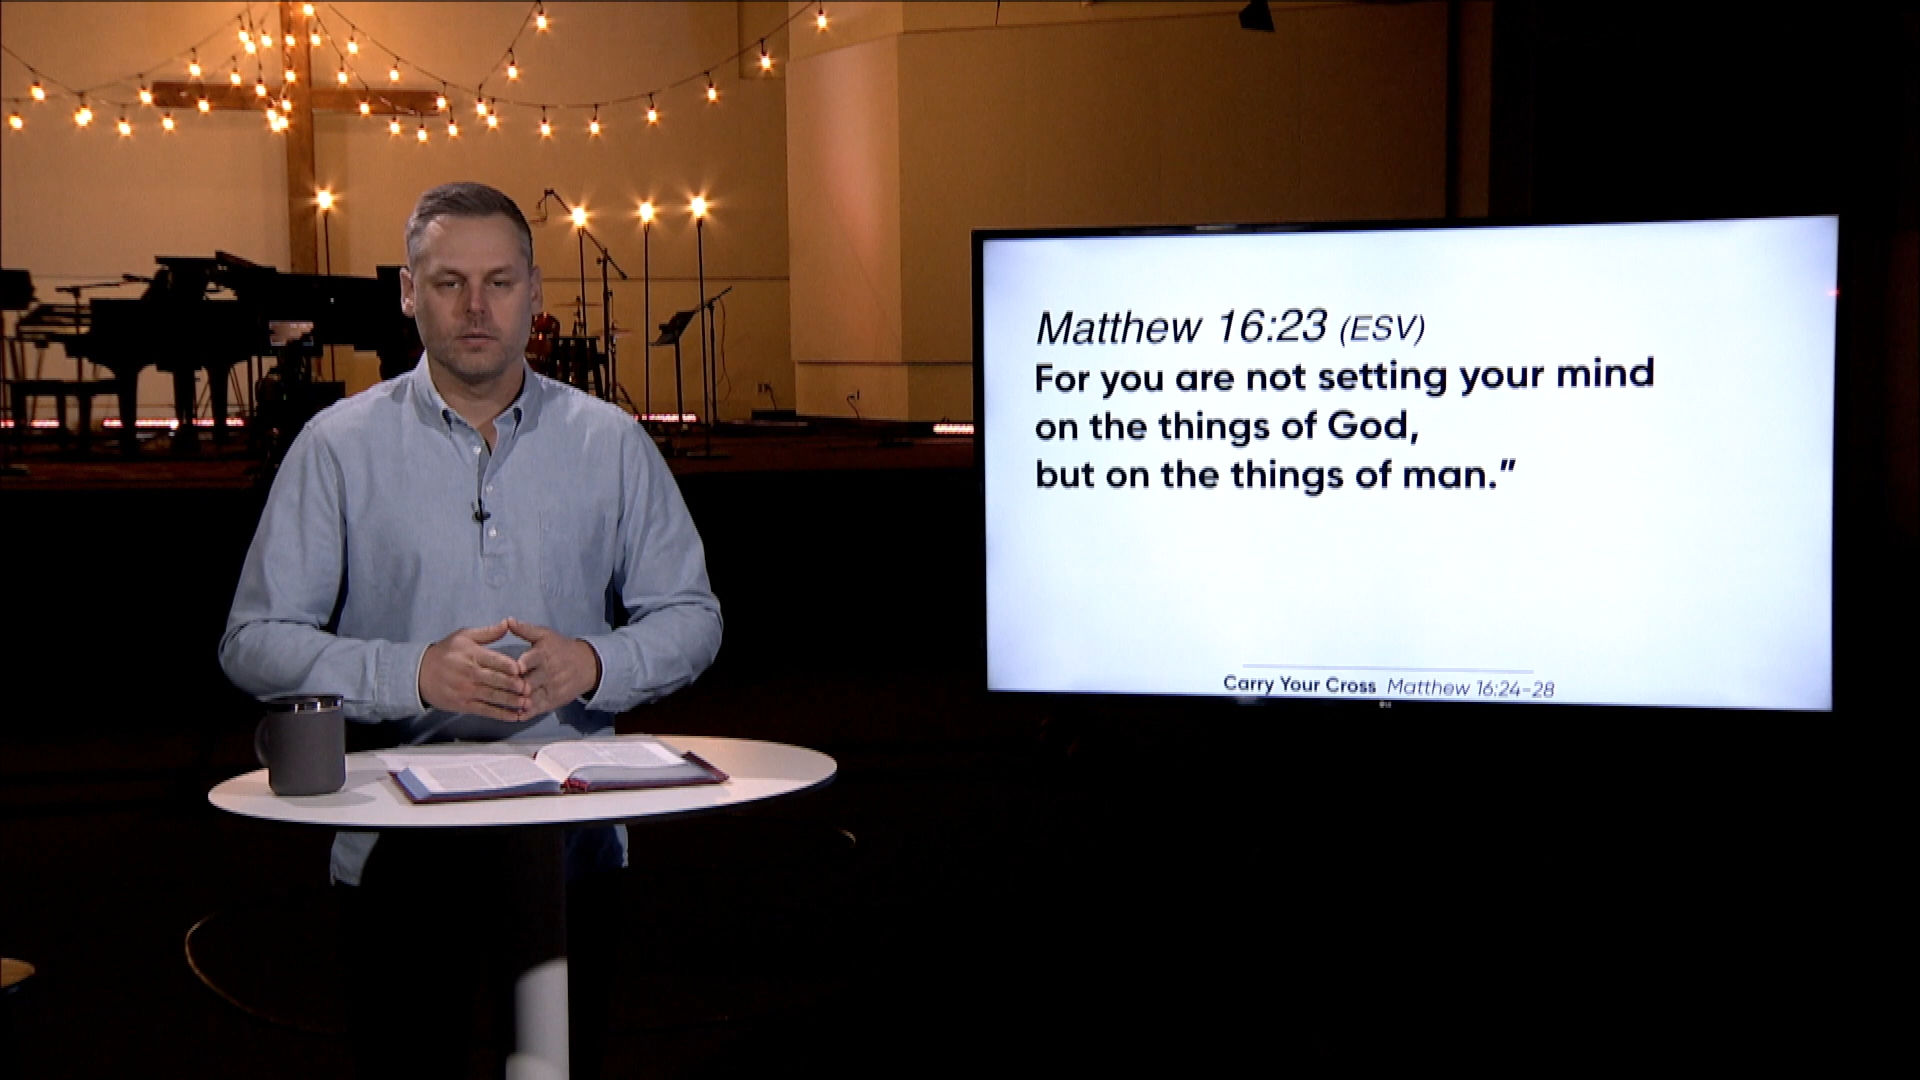 Matthew 16:23 (ESV)
For you are not setting your mind
on the things of God,
but on the things of man.”
Carry Your Cross Matthew 16:24–28